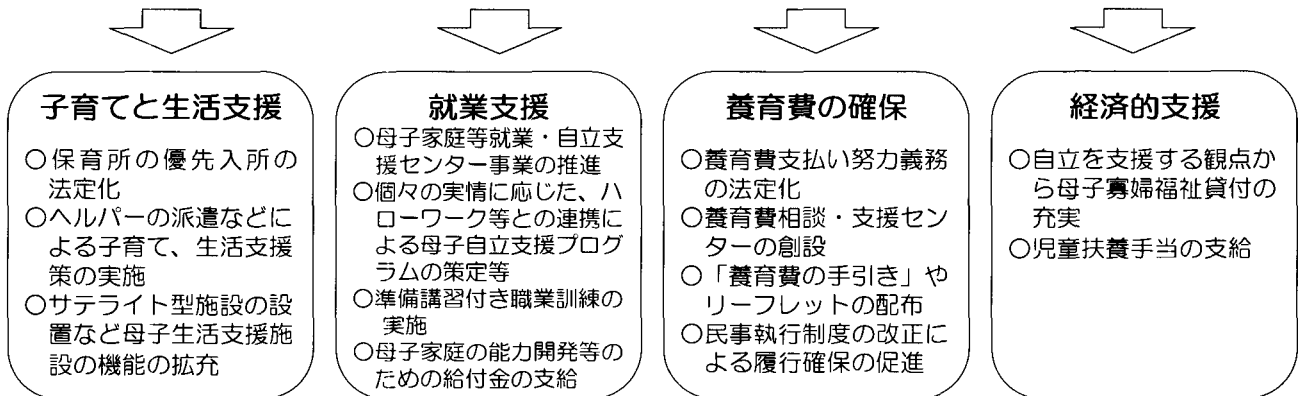 子育てと生活支援
○保育所の優先入所の
法定化
○ヘルパーの派遣などに
よる子育て、生活支援
策の実施
○サテライト型施設の設
置など母子生活支援施
設の機能の拡充
就業支援
○母子家庭等就業・自立支
援センター事業の推進
○個々の実情に応じた、ハ
ローワーク等との連携に
よる母子自立支援プログ
ラムの策定等
○準備講習付き職業訓練の
実施
○母子家庭の能力開発等の
ための給付金の支給
養育費の確保
○養育費支払い努力義務
の法定化
○養育費相談・支援セン
ターの創設
○「養育費の手引き」や
リーフレットの配布
○民事執行制度の改正に
よる履行確保の促進
経済的支援
○自立を支援する観点か
ら母子寡婦福祉貸付の
充実
○児童扶養手当の支給